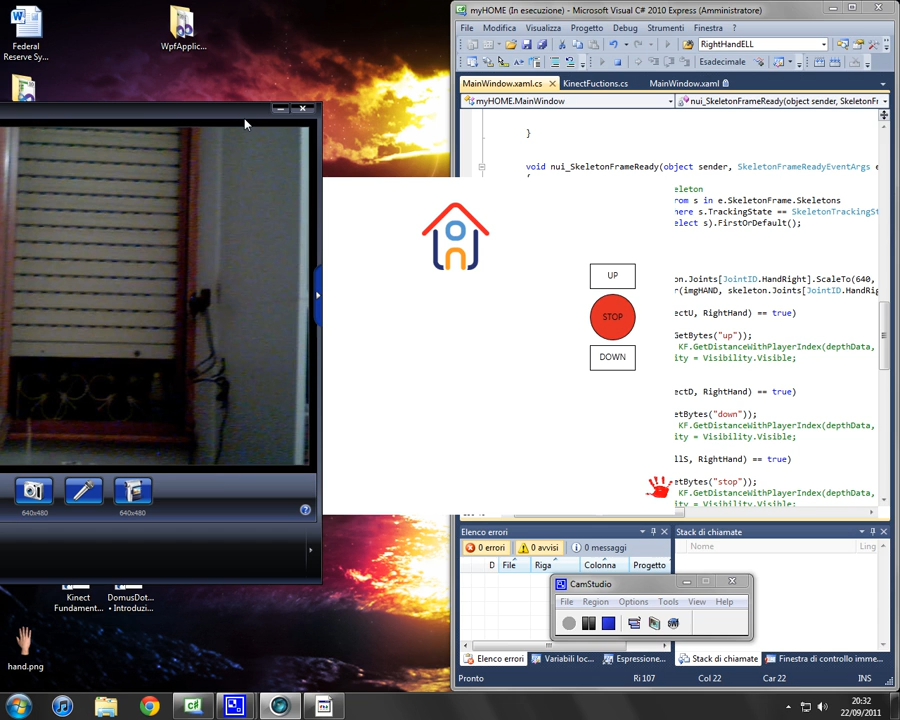 Federal
Reserve Sy...
WpfApplic...
myHOME (In esecuzione) - Microsoft Visual C# 2010 Express (Amministratore)
File Modifica Visualizza Progetto Debug Strumenti Finestra ?
RightHandELL
Esadecimale
MainWindow.xaml.cs
KinectFuctions.cs
MainWindow.xaml
myHOME.MainWindow
nui_SkeletonFrameReady(object sender, SkeletonFr
}
void nui_SkeletonFrameReady(object sender, SkeletonFrameReadyEventArgs e
{
eleton
rom s in e.SkeletonFrame.Skeletons
here s.TrackingState == SkeletonTrackingSt
elect s).FirstOrDefault();
on.Joints[JointID.HandRight].ScaleTo(640,
r(imgHAND, skeleton.Joints[JointID.HandRig
ectU, RightHand) == true)
GetBytes("up"));
KF.GetDistanceWithPlayerIndex(depthData,
ity = Visibility.Visible;
ectD, RightHand) == true)
etBytes("down"));
KF.GetDistanceWithPlayerIndex(depthData,
ity = Visibility.Visible;
llS, RightHand) == true)
etBytes("stop"));
KF.GetDistanceWithPlayerIndex(depthData,
ity = Visibility.Visible;
UP
STOP
DOWN
640x480
640x480
?
Elenco errori
0 errori
0 avvisi
0 messaggi
D File Riga Colonna Progetto
Stack di chiamate
Nome Ling
CamStudio
File Region Options Tools View Help
Elenco errori
Variabili loc...
Espressione...
Stack di chiamate
Finestra di controllo imme...
Pronto
Ri 107
Col 22
Car 22
INS
Kinect
Fundament...
DomusDot...
• Introduzi...
hand.png
20:32
22/09/2011